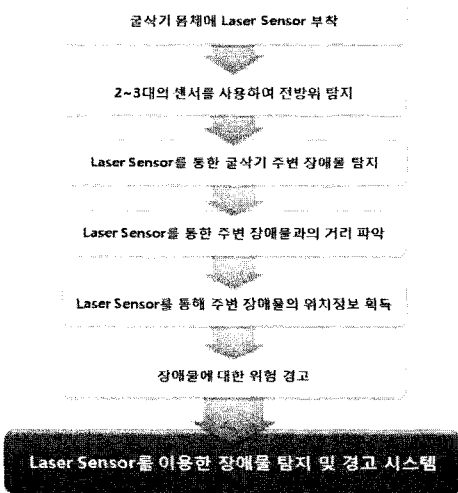 굴삭기 몸체에 Laser Sensor 부착
2~3대의 센서를 사용하여 전방위 탐지
Laser Sensor를 통한 굴삭기 주변 장애물 탐지
Laser Sensor를 통한 주변 장애물과의 거리 파악
Laser Sensor를 통해 주변 장애물의 위치정보 획득
장애물에 대한 위험 경고
Laser Sensor를 이용한 장애물 탐지 및 경고 시스템